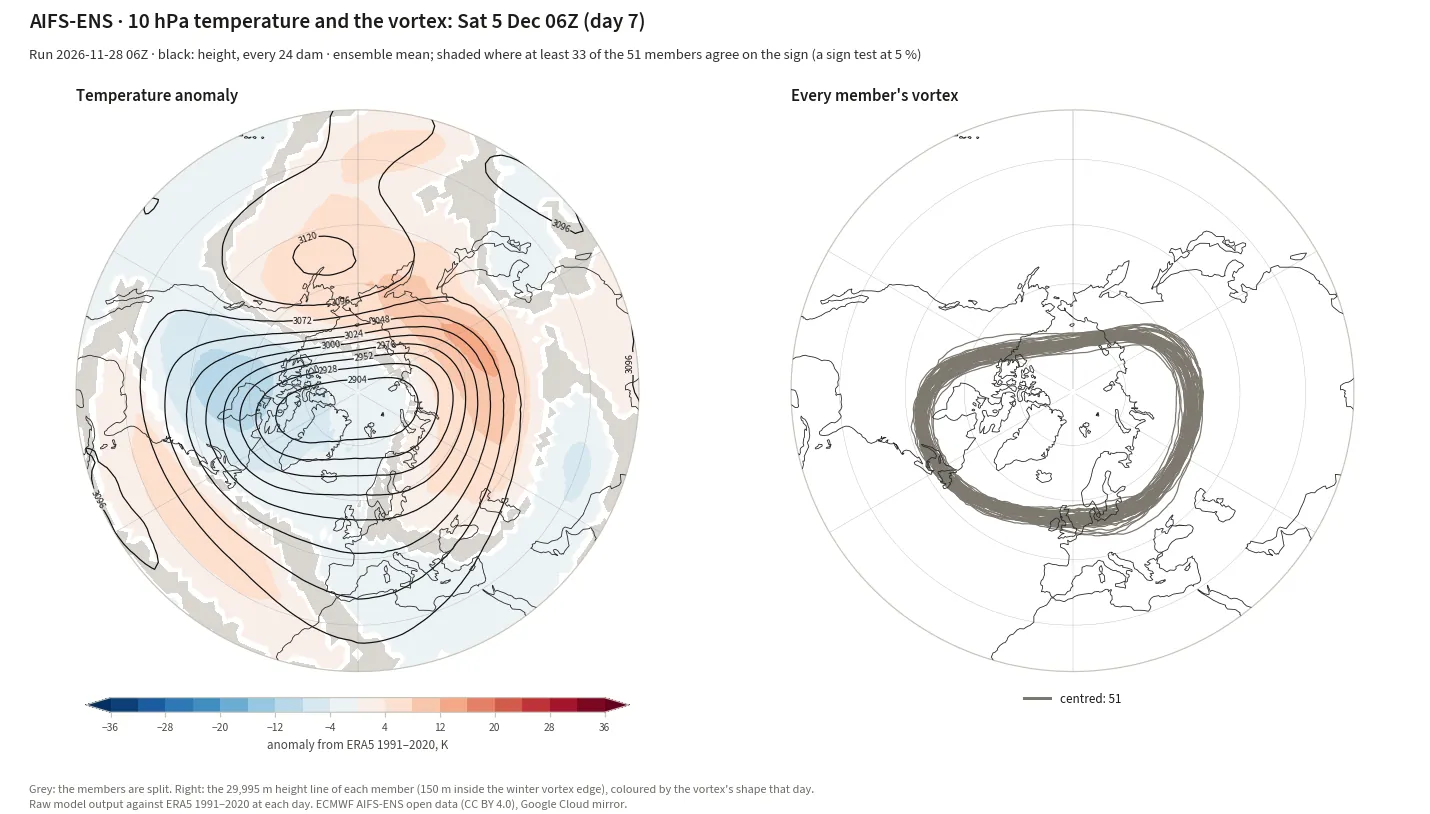 AIFS-ENS · 10 hPa temperature and the vortex: Sat 5 Dec 06Z (day 7)
Run 2026-11-28 06Z · black: height, every 24 dam · ensemble mean; shaded where at least 33 of the 51 members agree on the sign (a sign test at 5 %)
Temperature anomaly
Every member's vortex
3096
3120
3096
3072
3048
3024
3000
2976
2952
2928
2904
3096
3096
−36 −28 −20 −12 −4 4 12 20 28 36
anomaly from ERA5 1991–2020, K
centred: 51
Grey: the members are split. Right: the 29,995 m height line of each member (150 m inside the winter vortex edge), coloured by the vortex's shape that day.
Raw model output against ERA5 1991–2020 at each day. ECMWF AIFS-ENS open data (CC BY 4.0), Google Cloud mirror.